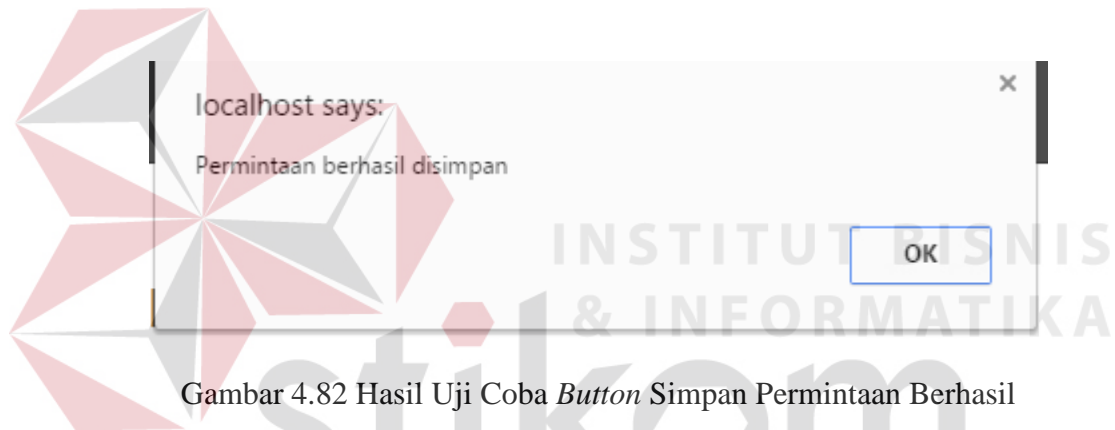 localhost says:
×
Permintaan berhasil disimpan
OK
INSTITUT BISNIS
& INFORMATIKA
stikom
Gambar 4.82 Hasil Uji Coba Button Simpan Permintaan Berhasil